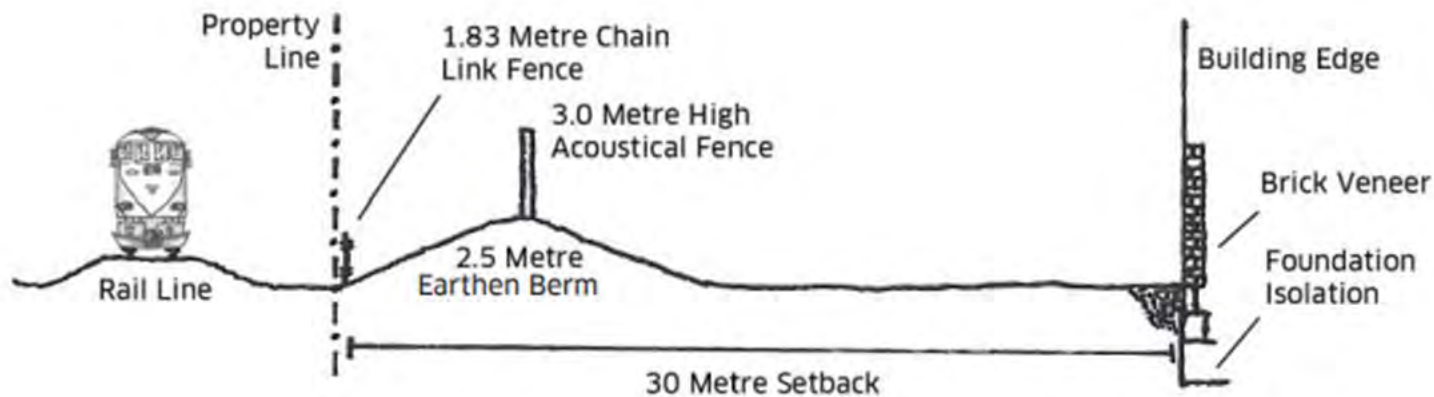 Property
Line
1.83 Metre Chain
Link Fence
3.0 Metre High
Acoustical Fence
Building Edge
Brick Veneer
Foundation
Isolation
2.5 Metre
Earthen Berm
Rail Line
30 Metre Setback